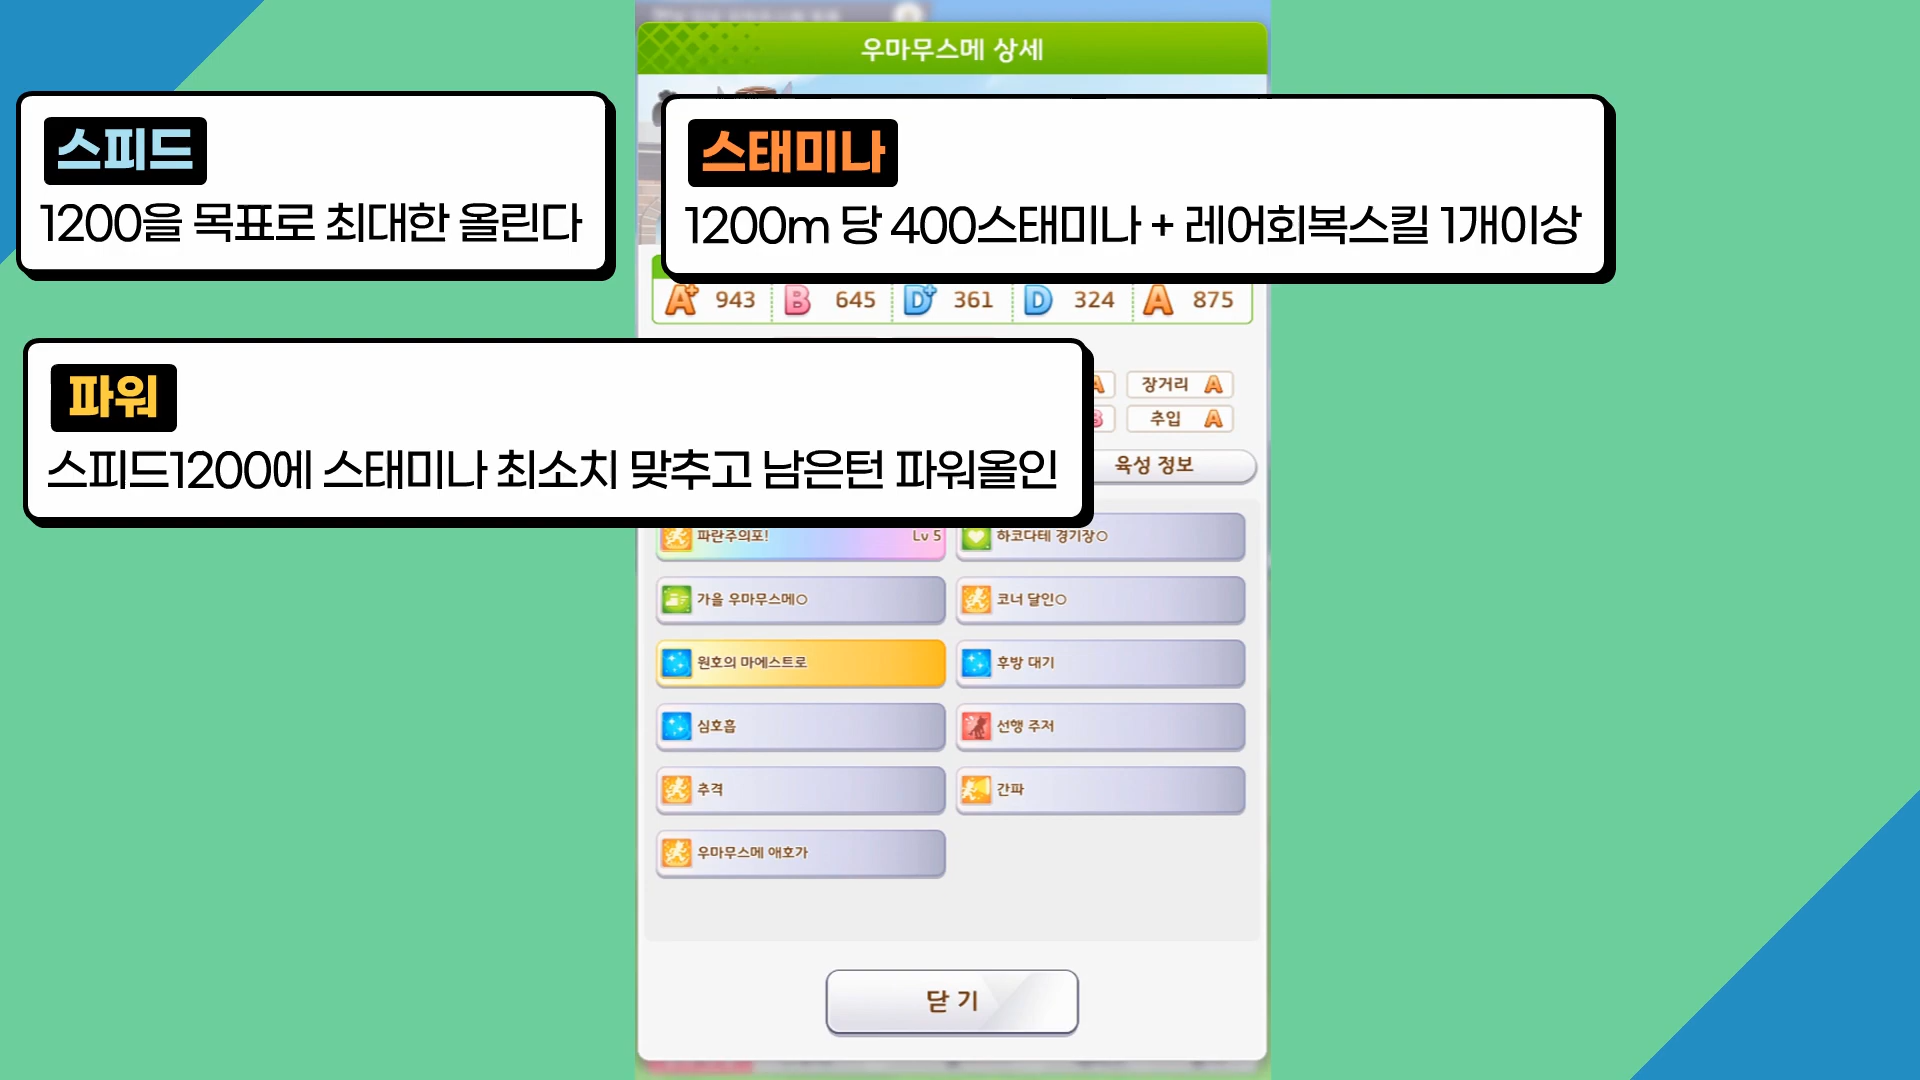 우마무스메 상세
스피드
1200을 목표로 최대한 올린다
스태미나
1200m 당 400스태미나 + 레어회복스킬 1개이상
A+ 943 B 645 D+ 361 D 324 A 875
파워
스피드1200에 스태미나 최소치 맞추고 남은턴 파워올인
A 장거리 A
B 추입 A
육성 정보
파란주의포! Lv 5 하코다테 경기장○
가을 우마무스메○ 코너 달인○
원호의 마에스트로 후방 대기
심호흡 선행 주저
추격 간파
우마무스메 애호가
닫기